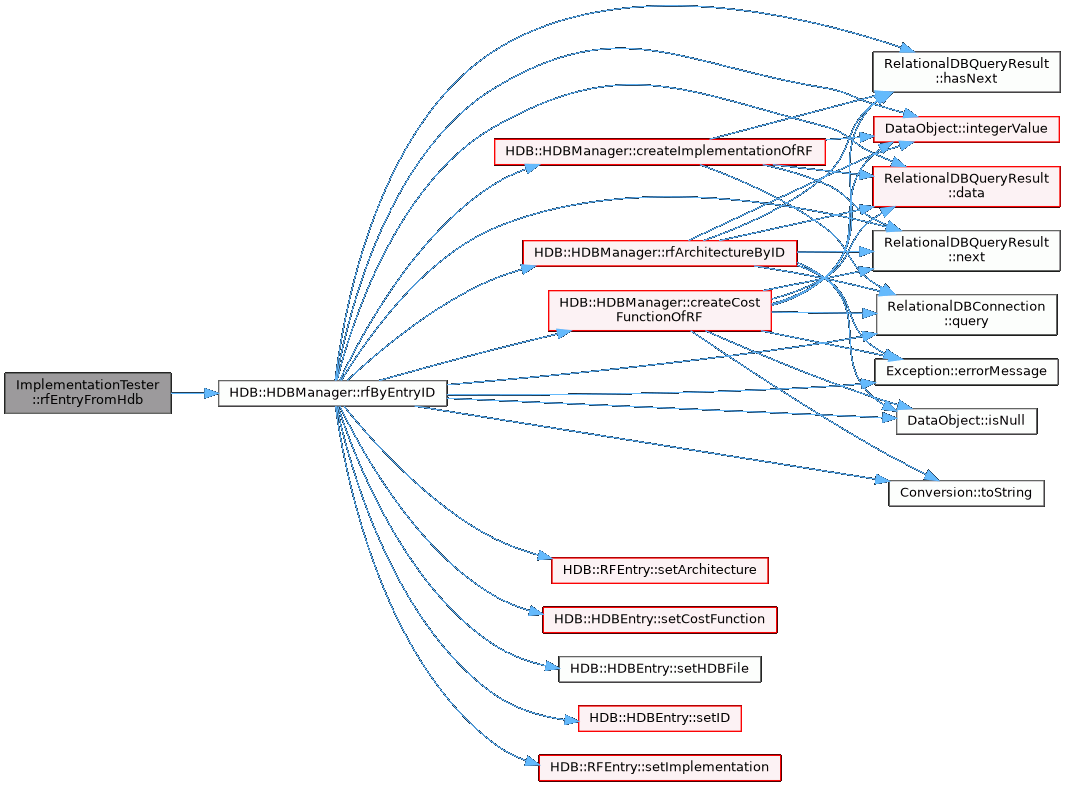 ImplementationTester
::rfEntryFromHdb
HDB::HDBManager::rfByEntryID
HDB::HDBManager::createImplementationOfRF
HDB::HDBManager::rfArchitectureByID
HDB::HDBManager::createCost
FunctionOfRF
HDB::RFEntry::setArchitecture
HDB::HDBEntry::setCostFunction
HDB::HDBEntry::setHDBFile
HDB::HDBEntry::setID
HDB::RFEntry::setImplementation
RelationalDBQueryResult
::hasNext
DataObject::integerValue
RelationalDBQueryResult
::data
RelationalDBQueryResult
::next
RelationalDBConnection
::query
Exception::errorMessage
DataObject::isNull
Conversion::toString